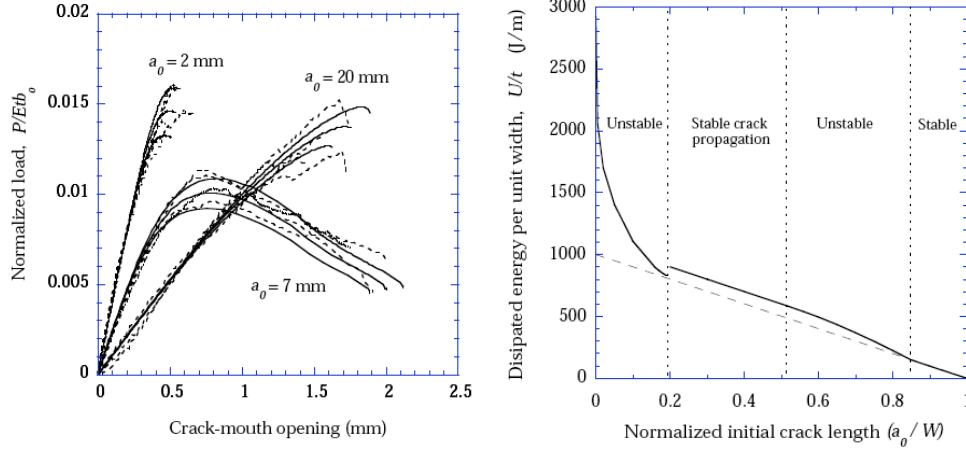 0.02
0.015
0.01
0.005
0
Normalized load, P/Etb₀
a₀ = 2 mm
a₀ = 20 mm
a₀ = 7 mm
0.0 0.5 1.0 1.5 2.0 2.5
Crack-mouth opening (mm)
3000
2500
2000
1500
1000
500
0
Disipated energy per unit width, U/t (J/m)
Unstable
Stable crack
propagation
Unstable
Stable
0 0.2 0.4 0.6 0.8 1
Normalized initial crack length (a₀/W)